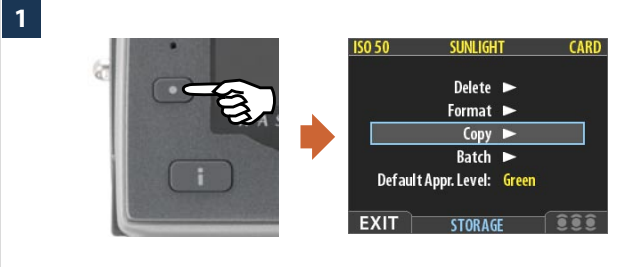 1
i
ISO 50 SUNLIGHT CARD
Delete ►
Format ►
Copy ►
Batch ►
Default Appr. Level: Green
EXIT STORAGE